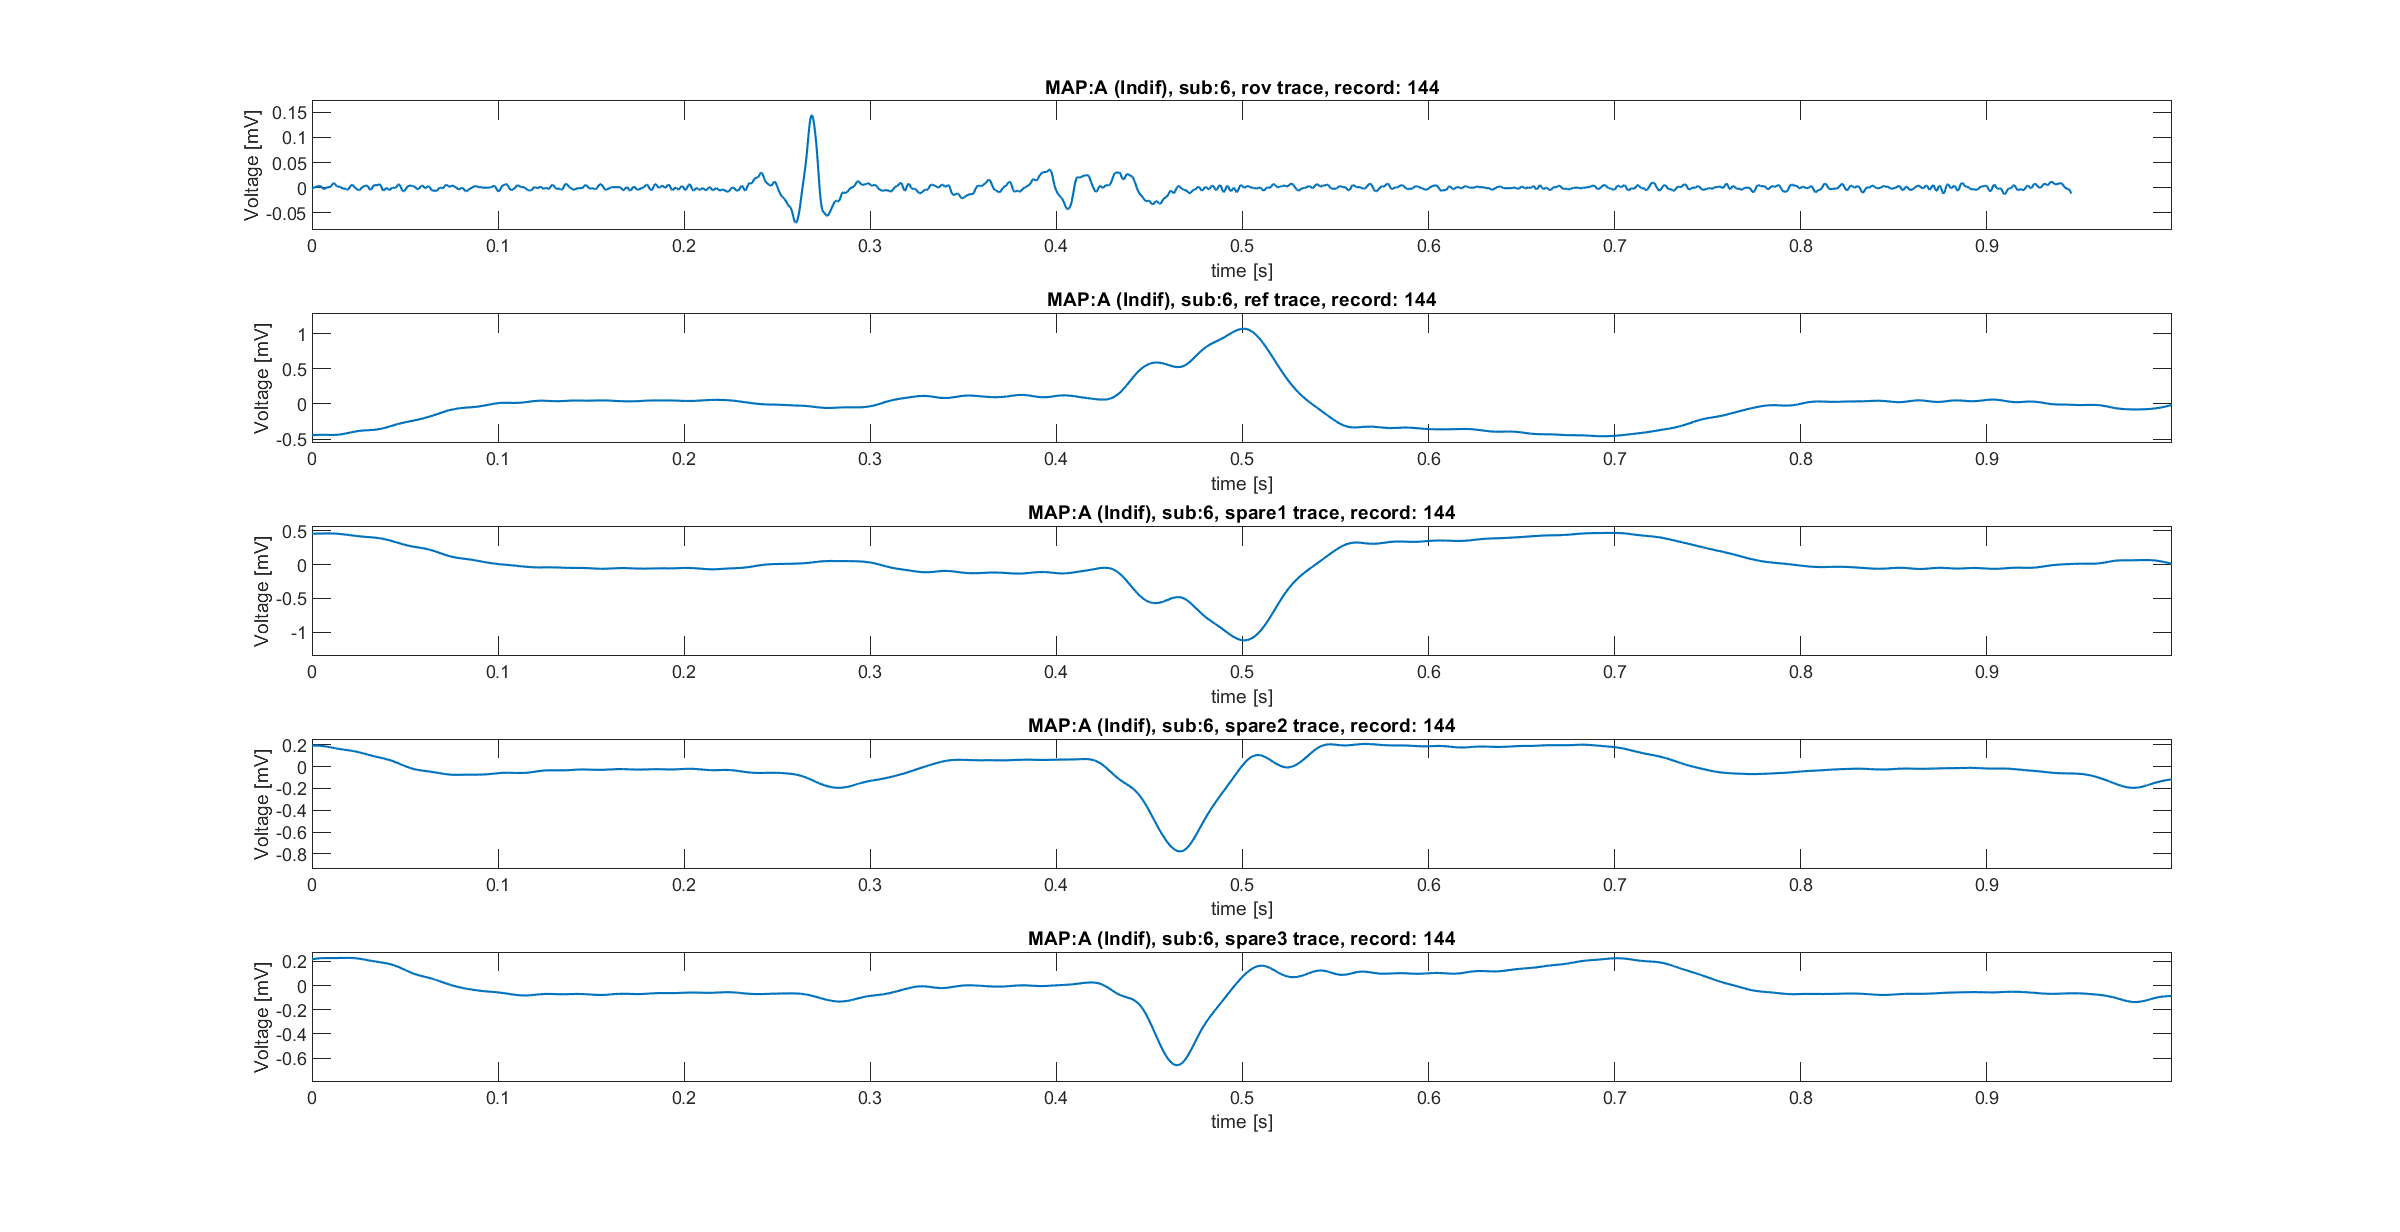 MAP:A (Indif), sub:6, rov trace, record: 144
Voltage [mV]
0.15
0.1
0.05
0
-0.05
0 0.1 0.2 0.3 0.4 0.5 0.6 0.7 0.8 0.9
time [s]
MAP:A (Indif), sub:6, ref trace, record: 144
Voltage [mV]
1
0.5
0
-0.5
0 0.1 0.2 0.3 0.4 0.5 0.6 0.7 0.8 0.9
time [s]
MAP:A (Indif), sub:6, spare1 trace, record: 144
Voltage [mV]
0.5
0
-0.5
-1
0 0.1 0.2 0.3 0.4 0.5 0.6 0.7 0.8 0.9
time [s]
MAP:A (Indif), sub:6, spare2 trace, record: 144
Voltage [mV]
0.2
0
-0.2
-0.4
-0.6
-0.8
0 0.1 0.2 0.3 0.4 0.5 0.6 0.7 0.8 0.9
time [s]
MAP:A (Indif), sub:6, spare3 trace, record: 144
Voltage [mV]
0.2
0
-0.2
-0.4
-0.6
0 0.1 0.2 0.3 0.4 0.5 0.6 0.7 0.8 0.9
time [s]